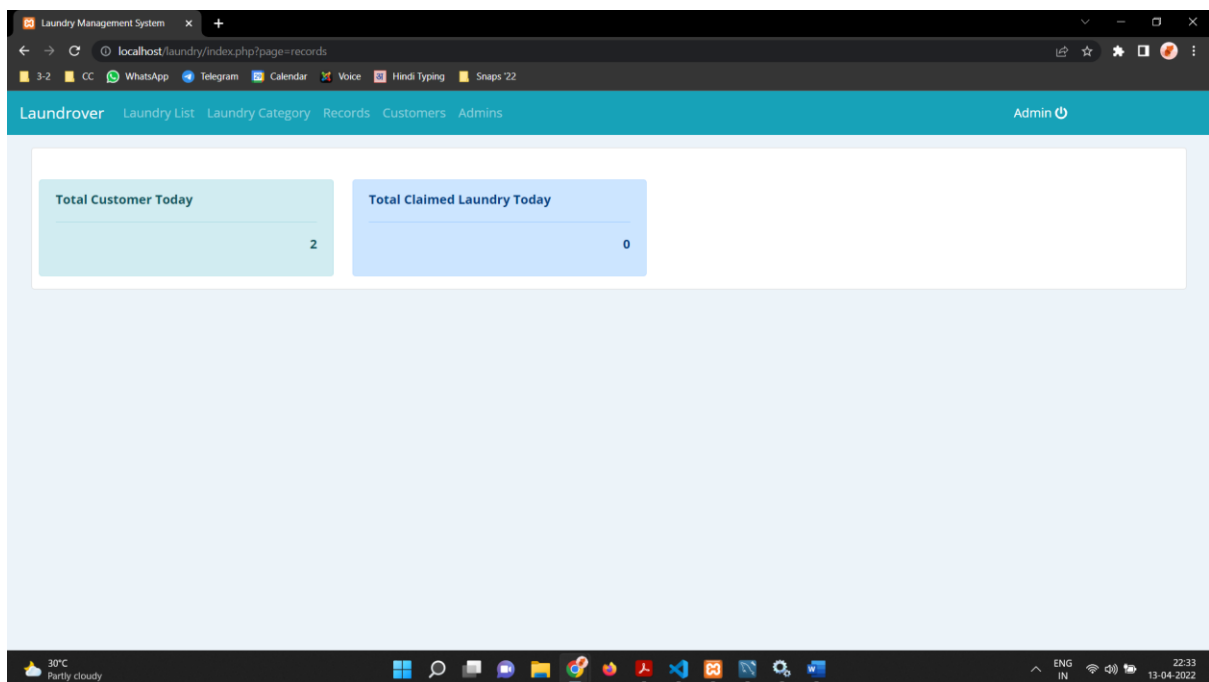 Laundry Management System
localhost/laundry/index.php?page=records
3-2 CC WhatsApp Telegram Calendar Voice Hindi Typing Snaps '22
Laundrover Laundry List Laundry Category Records Customers Admins Admin
Total Customer Today
2
Total Claimed Laundry Today
0
30°C
Partly cloudy
ENG
IN
22:33
13-04-2022